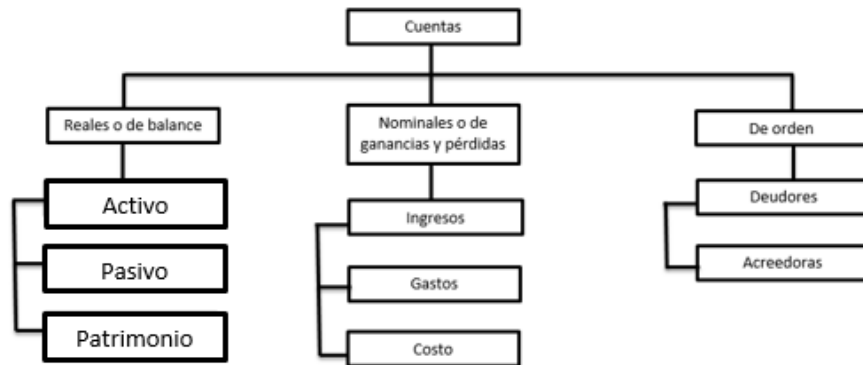 Cuentas
Reales o de balance
Nominales o de
ganancias y pérdidas
De orden
Activo
Pasivo
Patrimonio
Ingresos
Gastos
Costo
Deudores
Acreedoras